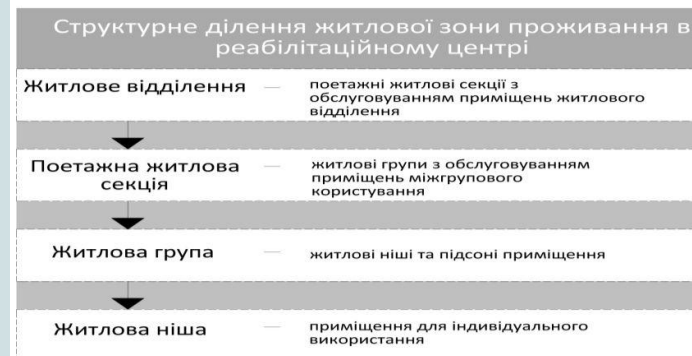 Структурне ділення житлової зони проживання в
реабілітаційному центрі
Житлове відділення — поетажні житлові секції з
обслуговуванням приміщень житлового
відділення
Поетажна житлова
секція — житлові групи з обслуговуванням
приміщень міжгрупового
користування
Житлова група — житлові ніші та підсоні приміщення
Житлова ніша — приміщення для індивідуального
використання